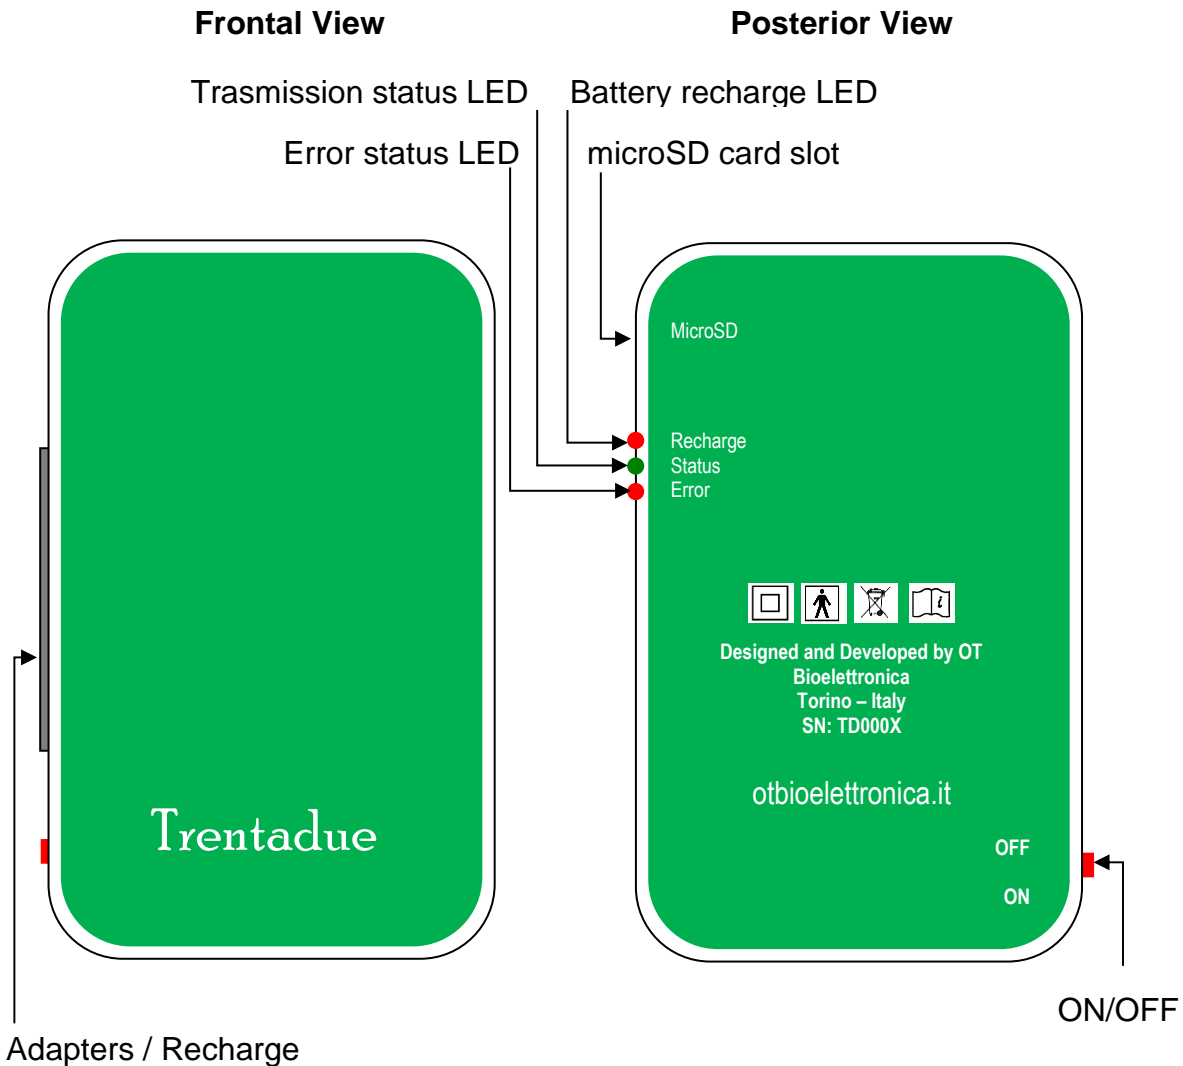 Frontal View
Posterior View
Trasmission status LED
Battery recharge LED
Error status LED
microSD card slot
MicroSD
Recharge
Status
Error
i
Designed and Developed by OT
Bioelettronica
Torino – Italy
SN: TD000X
otbioelettronica.it
Trentadue
OFF
ON
ON/OFF
Adapters / Recharge